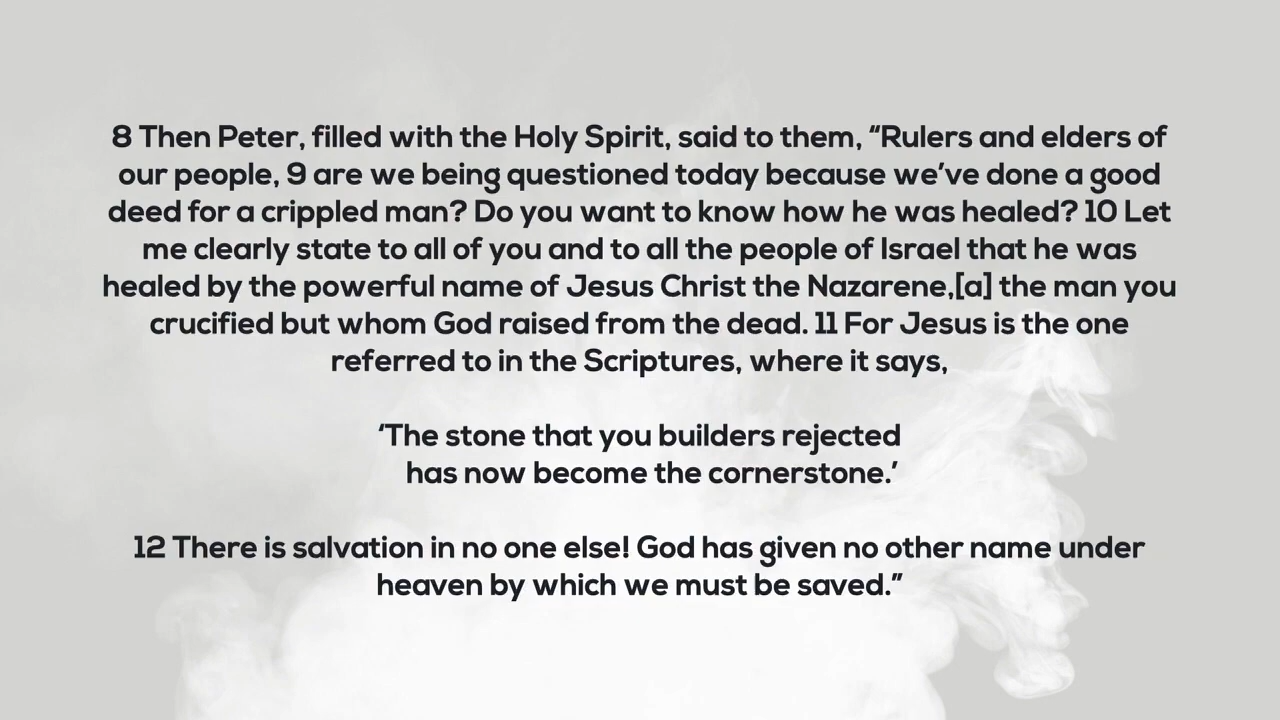 8 Then Peter, filled with the Holy Spirit, said to them, “Rulers and elders of
our people, 9 are we being questioned today because we’ve done a good
deed for a crippled man? Do you want to know how he was healed? 10 Let
me clearly state to all of you and to all the people of Israel that he was
healed by the powerful name of Jesus Christ the Nazarene,[a] the man you
crucified but whom God raised from the dead. 11 For Jesus is the one
referred to in the Scriptures, where it says,
‘The stone that you builders rejected
has now become the cornerstone.’
12 There is salvation in no one else! God has given no other name under
heaven by which we must be saved.”